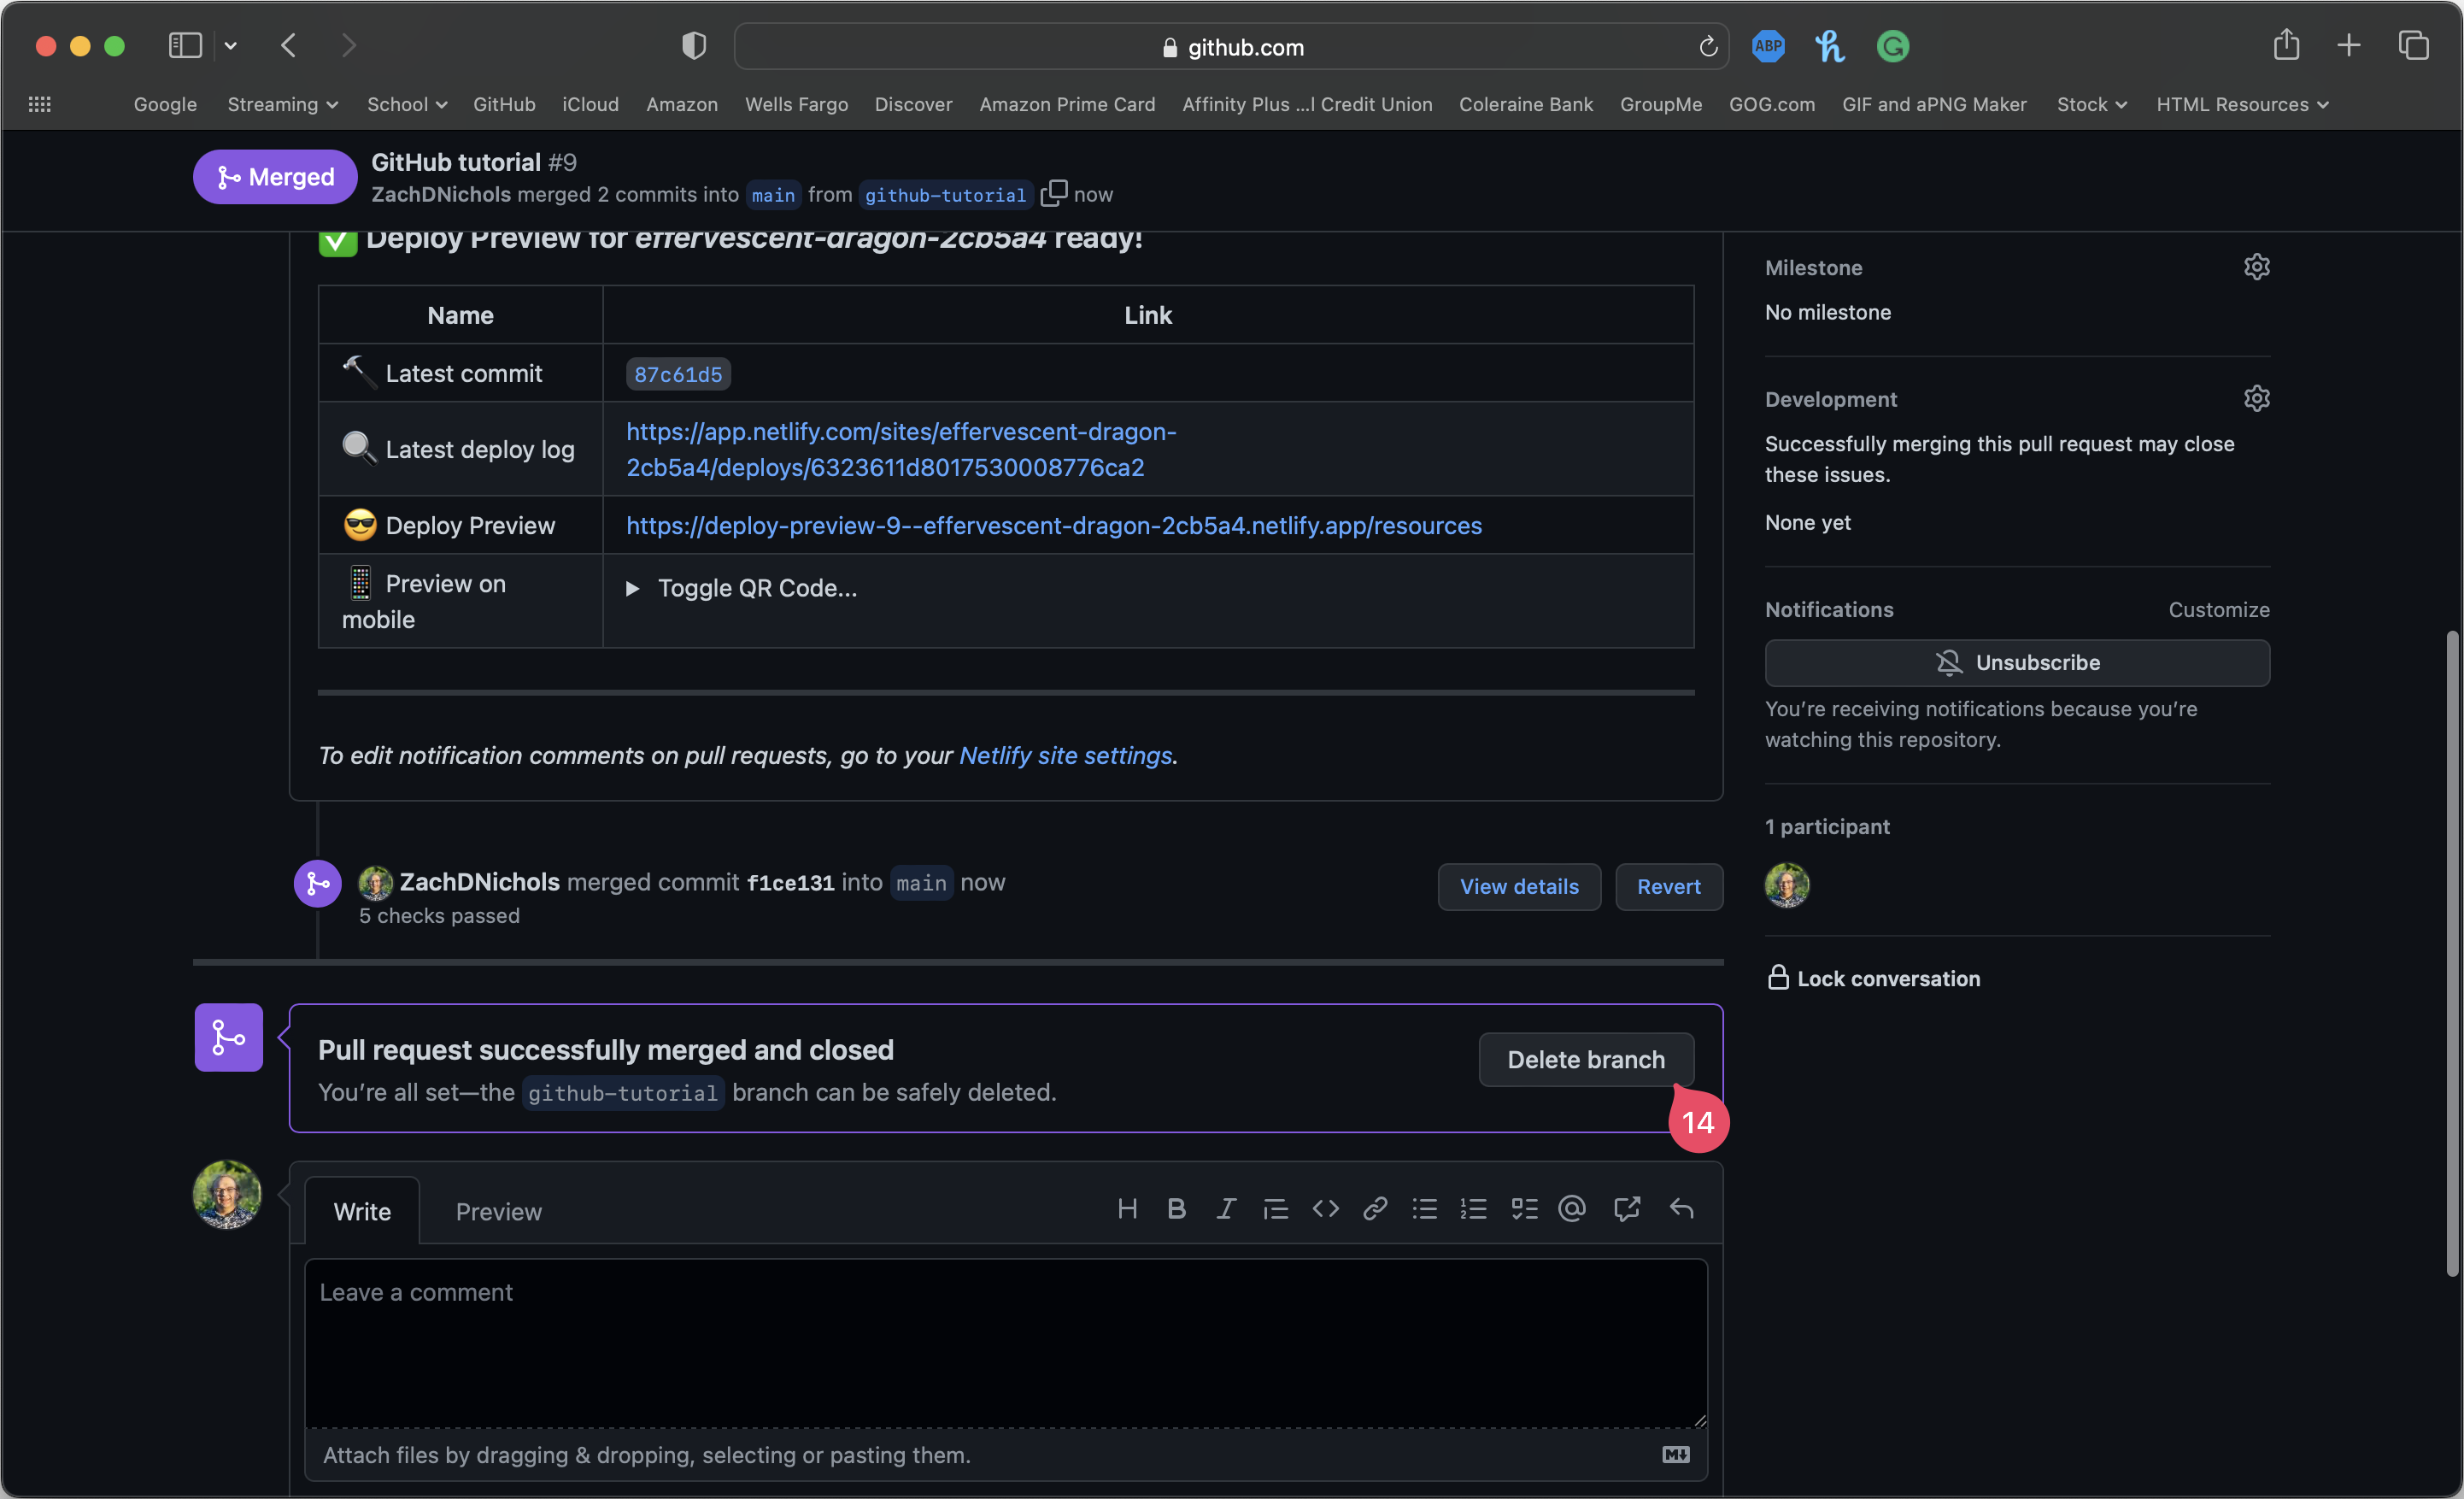 github.com
ABP
Google Streaming School GitHub iCloud Amazon Wells Fargo Discover Amazon Prime Card Affinity Plus ...l Credit Union Coleraine Bank GroupMe GOG.com GIF and aPNG Maker Stock HTML Resources
Merged
GitHub tutorial #9
ZachDNichols merged 2 commits into main from github-tutorial now
Deploy Preview for effervescent-dragon-2cb5a4 ready!
Name Link
Latest commit 87c61d5
Latest deploy log https://app.netlify.com/sites/effervescent-dragon-
2cb5a4/deploys/6323611d8017530008776ca2
Deploy Preview https://deploy-preview-9--effervescent-dragon-2cb5a4.netlify.app/resources
Preview on
mobile
Toggle QR Code...
To edit notification comments on pull requests, go to your Netlify site settings.
ZachDNichols merged commit f1ce131 into main now
5 checks passed
View details Revert
Pull request successfully merged and closed
You’re all set—the github-tutorial branch can be safely deleted.
Delete branch
14
Write Preview
H B I
Leave a comment
Attach files by dragging & dropping, selecting or pasting them.
Milestone
No milestone
Development
Successfully merging this pull request may close
these issues.
None yet
Notifications Customize
Unsubscribe
You’re receiving notifications because you’re
watching this repository.
1 participant
Lock conversation